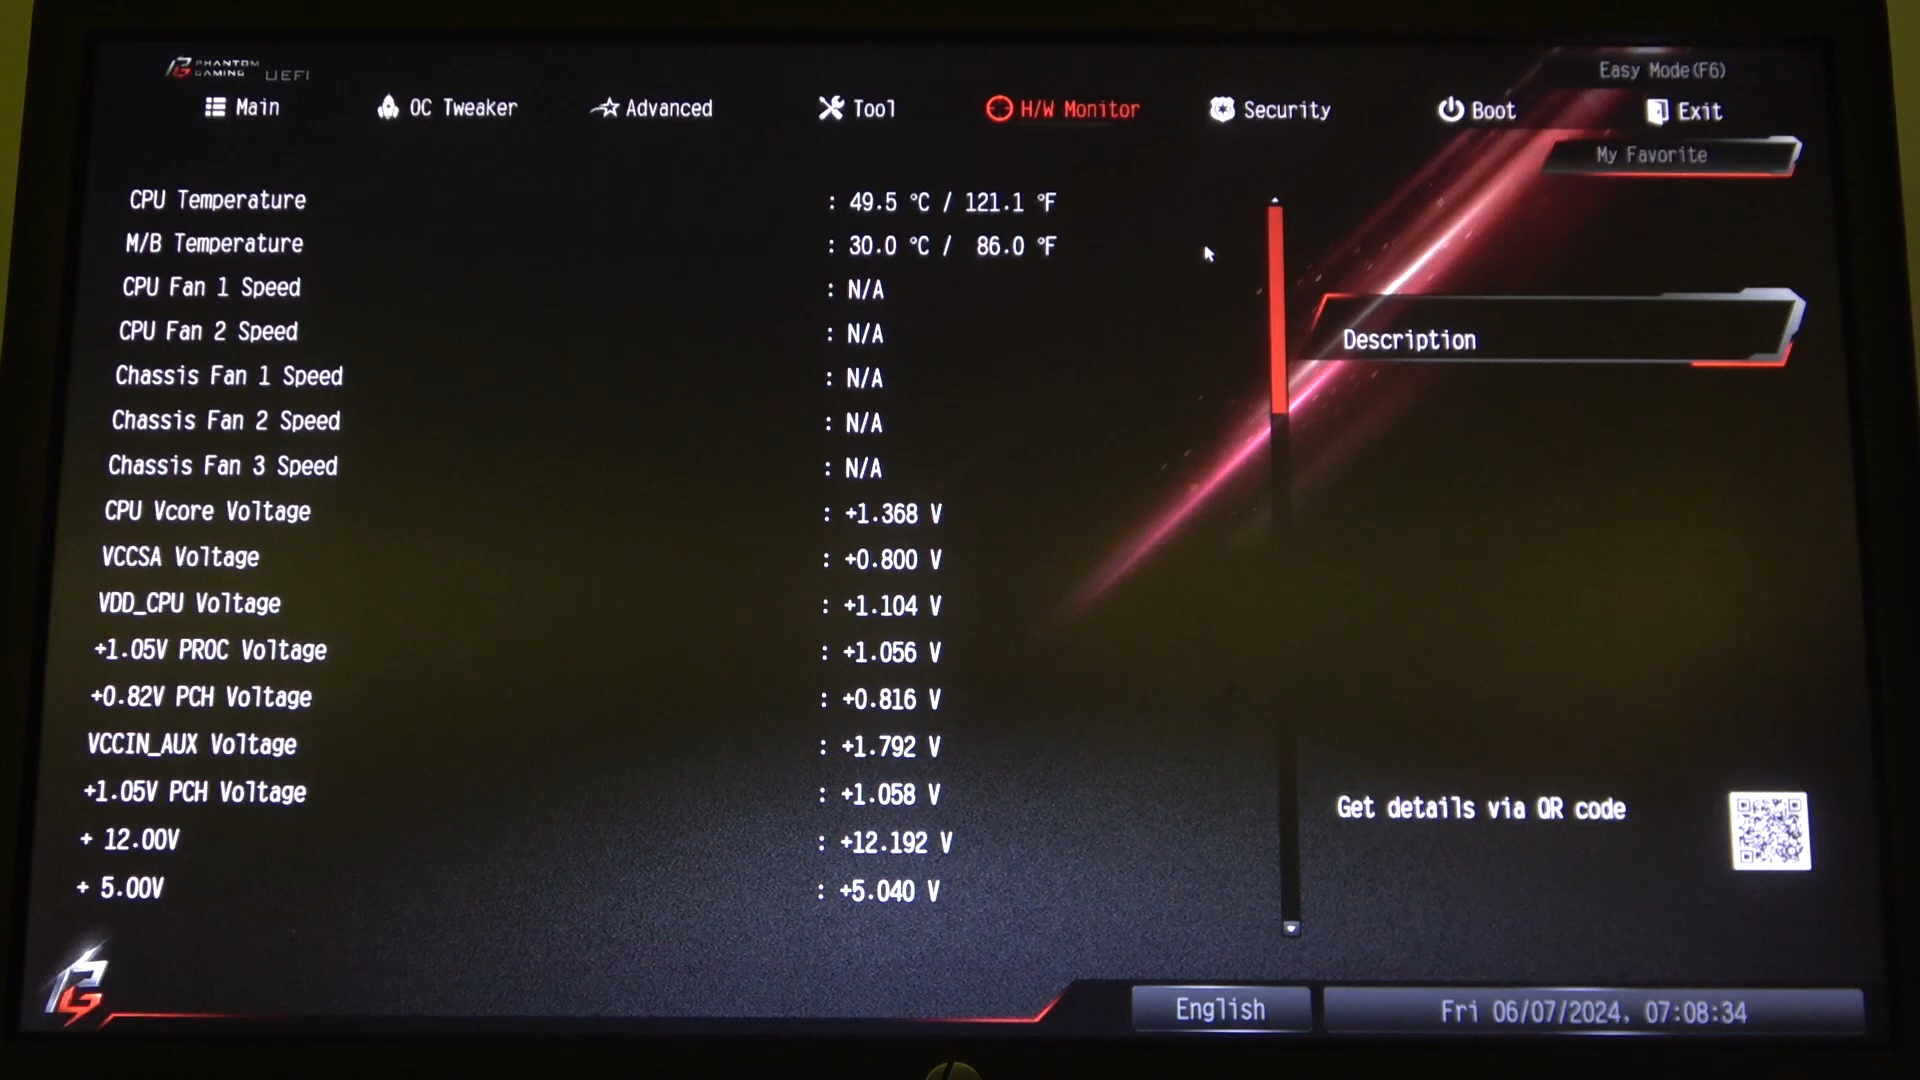 PHANTOM GAMING UEFI
Easy Mode(F6)
Main OC Tweaker Advanced Tool H/W Monitor Security Boot Exit
My Favorite
CPU Temperature : 49.5 °C / 121.1 °F
M/B Temperature : 30.0 °C / 86.0 °F
CPU Fan 1 Speed : N/A
CPU Fan 2 Speed : N/A
Chassis Fan 1 Speed : N/A
Chassis Fan 2 Speed : N/A
Chassis Fan 3 Speed : N/A
CPU Vcore Voltage : +1.368 V
VCCSA Voltage : +0.800 V
VDD_CPU Voltage : +1.104 V
+1.05V PROC Voltage : +1.056 V
+0.82V PCH Voltage : +0.816 V
VCCIN_AUX Voltage : +1.792 V
+1.05V PCH Voltage : +1.058 V
+ 12.00V : +12.192 V
+ 5.00V : +5.040 V
Description
Get details via QR code
English
Fri 06/07/2024, 07:08:34